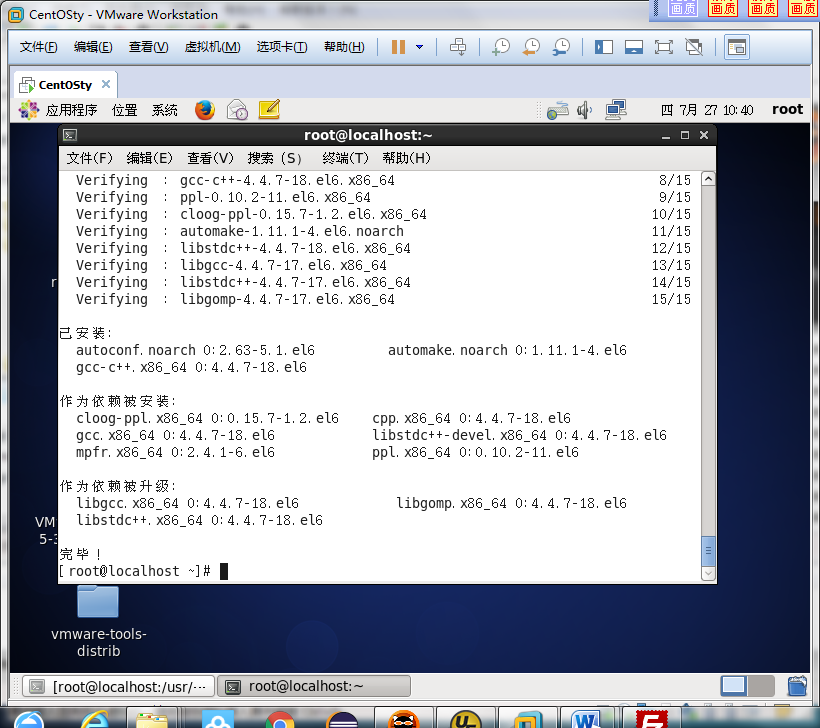 CentOSty - VMware Workstation
画质 画质 画质 画质
文件(F) 编辑(E) 查看(V) 虚拟机(M) 选项卡(T) 帮助(H)
CentOSty
应用程序 位置 系统 四 7月 27 10:40 root
root@localhost:~
文件(F) 编辑(E) 查看(V) 搜索 (S) 终端(T) 帮助(H)
Verifying : gcc-c++-4.4.7-18.el6.x86_64 8/15
Verifying : ppl-0.10.2-11.el6.x86_64 9/15
Verifying : cloog-ppl-0.15.7-1.2.el6.x86_64 10/15
Verifying : automake-1.11.1-4.el6.noarch 11/15
Verifying : libstdc++-4.4.7-18.el6.x86_64 12/15
Verifying : libgcc-4.4.7-17.el6.x86_64 13/15
Verifying : libstdc++-4.4.7-17.el6.x86_64 14/15
Verifying : libgomp-4.4.7-17.el6.x86_64 15/15
已安装:
autoconf.noarch 0:2.63-5.1.el6 automake.noarch 0:1.11.1-4.el6
gcc-c++.x86_64 0:4.4.7-18.el6
作为依赖被安装:
cloog-ppl.x86_64 0:0.15.7-1.2.el6 cpp.x86_64 0:4.4.7-18.el6
gcc.x86_64 0:4.4.7-18.el6 libstdc++-devel.x86_64 0:4.4.7-18.el6
mpfr.x86_64 0:2.4.1-6.el6 ppl.x86_64 0:0.10.2-11.el6
作为依赖被升级:
libgcc.x86_64 0:4.4.7-18.el6 libgomp.x86_64 0:4.4.7-18.el6
libstdc++.x86_64 0:4.4.7-18.el6
VM
5-3
完毕！
[root@localhost ~]#
vmware-tools-
distrib
[root@localhost:/usr/··· root@localhost:~